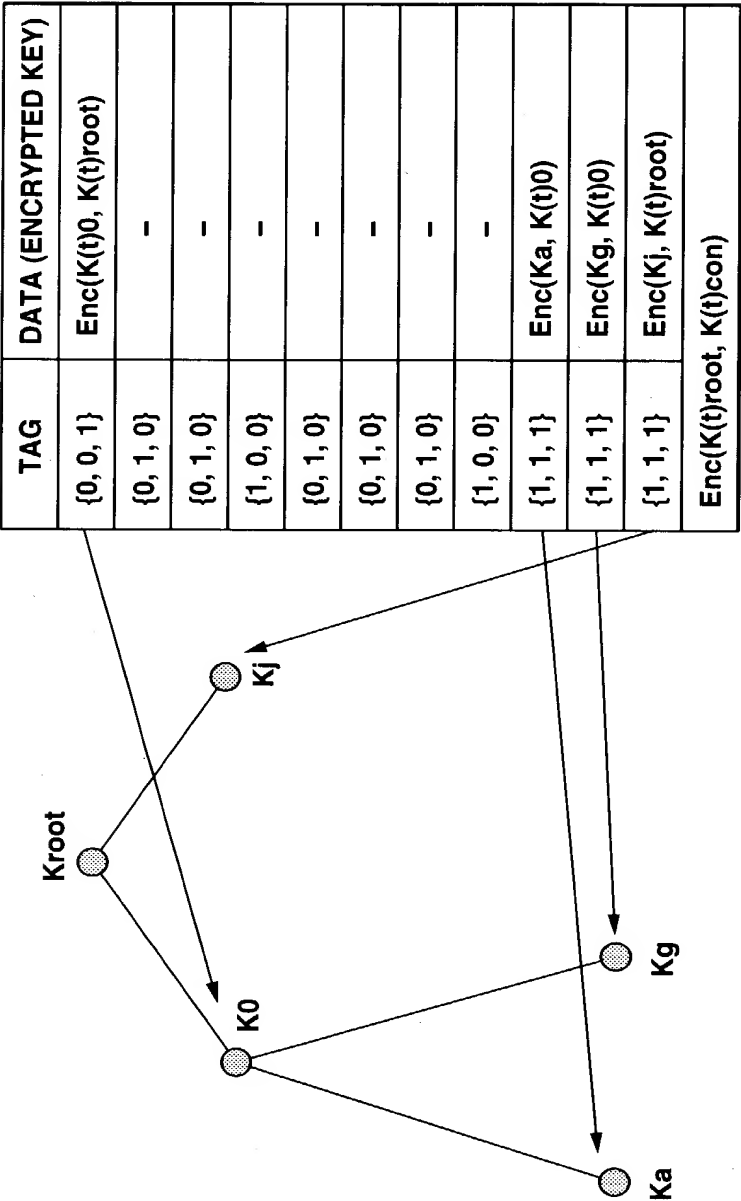 TAG DATA (ENCRYPTED KEY)
{0, 0, 1} Enc(K(t)0, K(t)root)
{0, 1, 0} –
{0, 1, 0} –
{1, 0, 0} –
{0, 1, 0} –
{0, 1, 0} –
{0, 1, 0} –
{1, 0, 0} –
{1, 1, 1} Enc(Ka, K(t)0)
{1, 1, 1} Enc(Kg, K(t)0)
{1, 1, 1} Enc(Kj, K(t)root)
Enc(K(t)root, K(t)con)
Kroot
K0
Kj
Ka
Kg